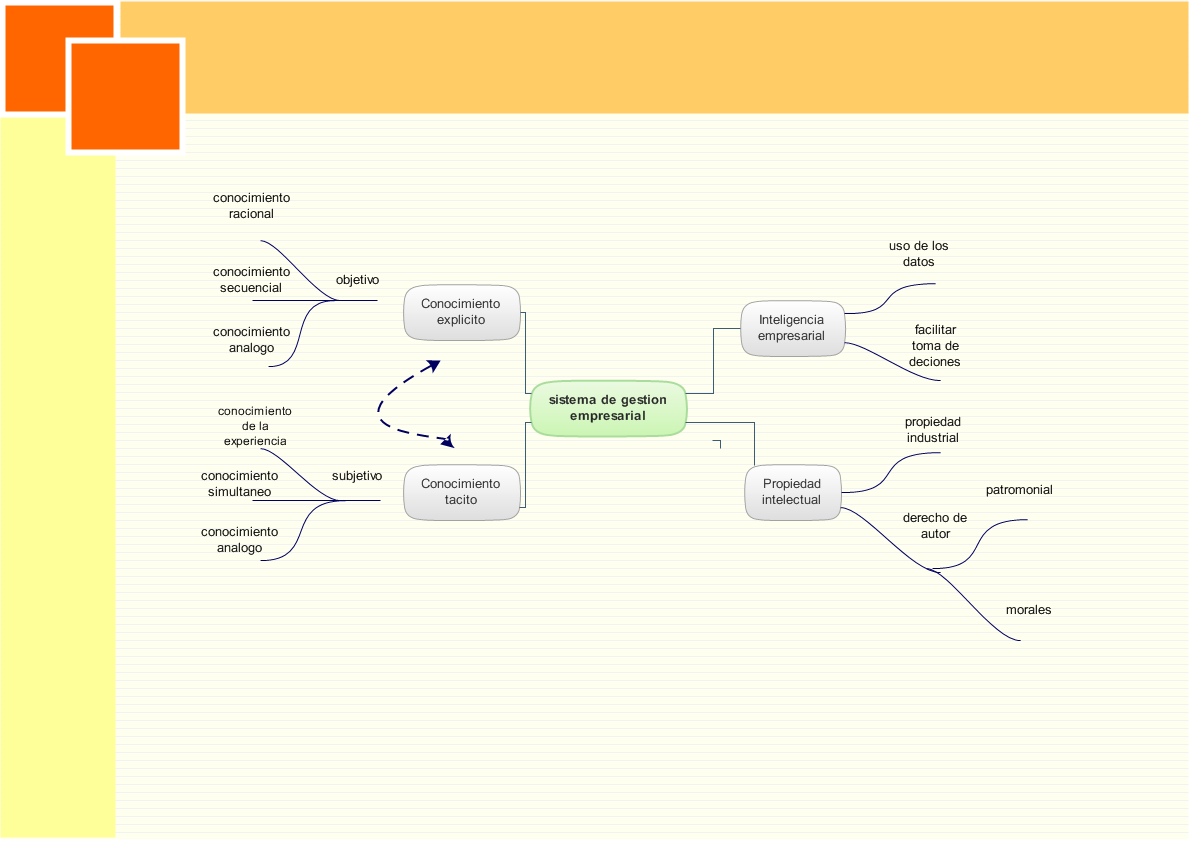 conocimiento
racional
conocimiento
secuencial
objetivo
conocimiento
analogo
Conocimiento
explicito
conocimiento
de la
experiencia
conocimiento
simultaneo
subjetivo
conocimiento
analogo
Conocimiento
tacito
sistema de gestion
empresarial
Inteligencia
empresarial
uso de los
datos
facilitar
toma de
deciones
Propiedad
intelectual
propiedad
industrial
derecho de
autor
patromonial
morales